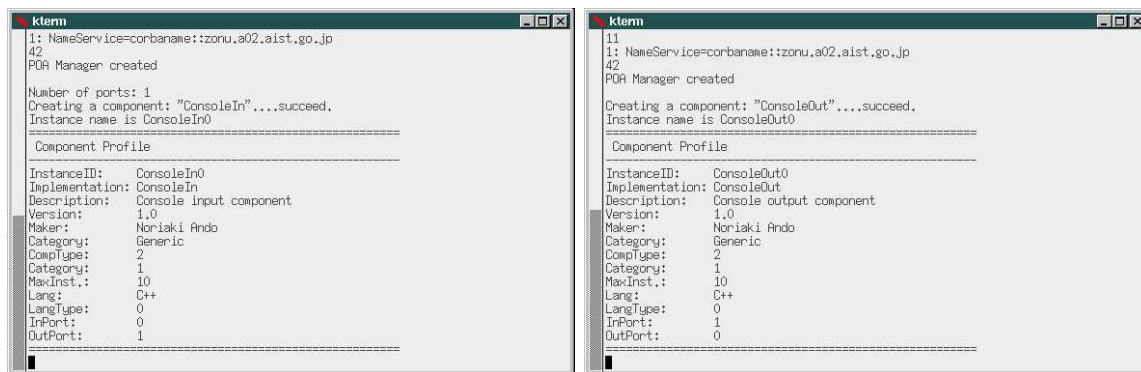 kterm
1: NameService=corbaname::zonu.a02.aist.go.jp
42
POA Manager created
Number of ports: 1
Creating a component: "ConsoleIn"....succeed.
Instance name is ConsoleIn0
=======================================================
Component Profile
-------------------------------------------------------
InstanceID: ConsoleIn0
Implementation: ConsoleIn
Description: Console input component
Version: 1.0
Maker: Noriaki Ando
Category: Generic
CompType: 2
Category: 1
MaxInst.: 10
Lang: C++
LangType: 0
InPort: 0
OutPort: 1
=======================================================
kterm
11
1: NameService=corbaname::zonu.a02.aist.go.jp
42
POA Manager created
Creating a component: "ConsoleOut"....succeed.
Instance name is ConsoleOut0
=======================================================
Component Profile
-------------------------------------------------------
InstanceID: ConsoleOut0
Implementation: ConsoleOut
Description: Console output component
Version: 1.0
Maker: Noriaki Ando
Category: Generic
CompType: 2
Category: 1
MaxInst.: 10
Lang: C++
LangType: 0
InPort: 1
OutPort: 0
=======================================================